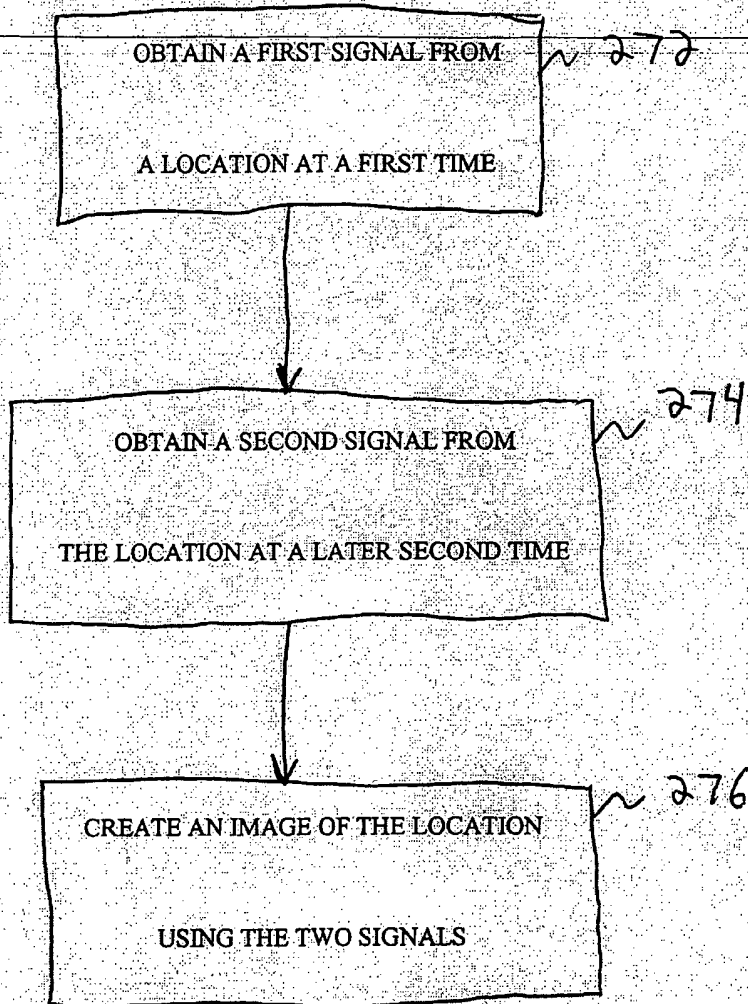 OBTAIN A FIRST SIGNAL FROM
272
A LOCATION AT A FIRST TIME
274
OBTAIN A SECOND SIGNAL FROM
THE LOCATION AT A LATER SECOND TIME
276
CREATE AN IMAGE OF THE LOCATION
USING THE TWO SIGNALS